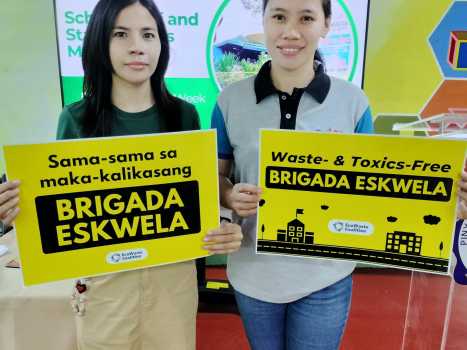 Sch and
St s
M
Week
Sama-sama sa
maka-kalikasang
BRIGADA
ESKWELA
EcoWaste
Coalition
Waste- & Toxics-Free
BRIGADA ESKWELA
EcoWaste
Coalition
PINY